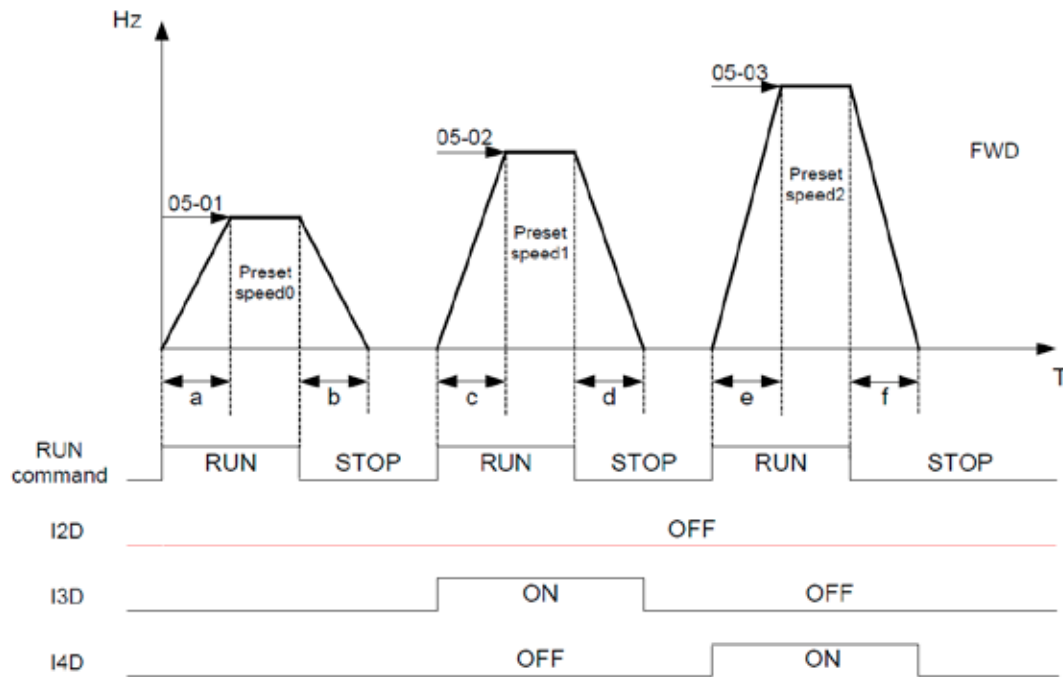 Hz
05-03
05-02
FWD
Preset
speed2
05-01
Preset
speed1
Preset
speed0
T
a b c d e f
RUN
command
RUN STOP RUN STOP RUN STOP
I2D OFF
I3D ON OFF
I4D OFF ON